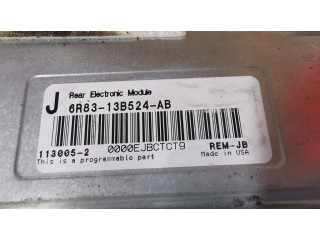 J Rear Electronic Module
6R83-13B524-AB
0000EJBCTCT9
113005-2 REM-JB
This is a programmable part Made in USA